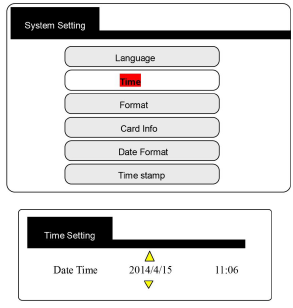 System Setting
Language
Time
Format
Card Info
Date Format
Time stamp
Time Setting
Date Time 2014/4/15 11:06